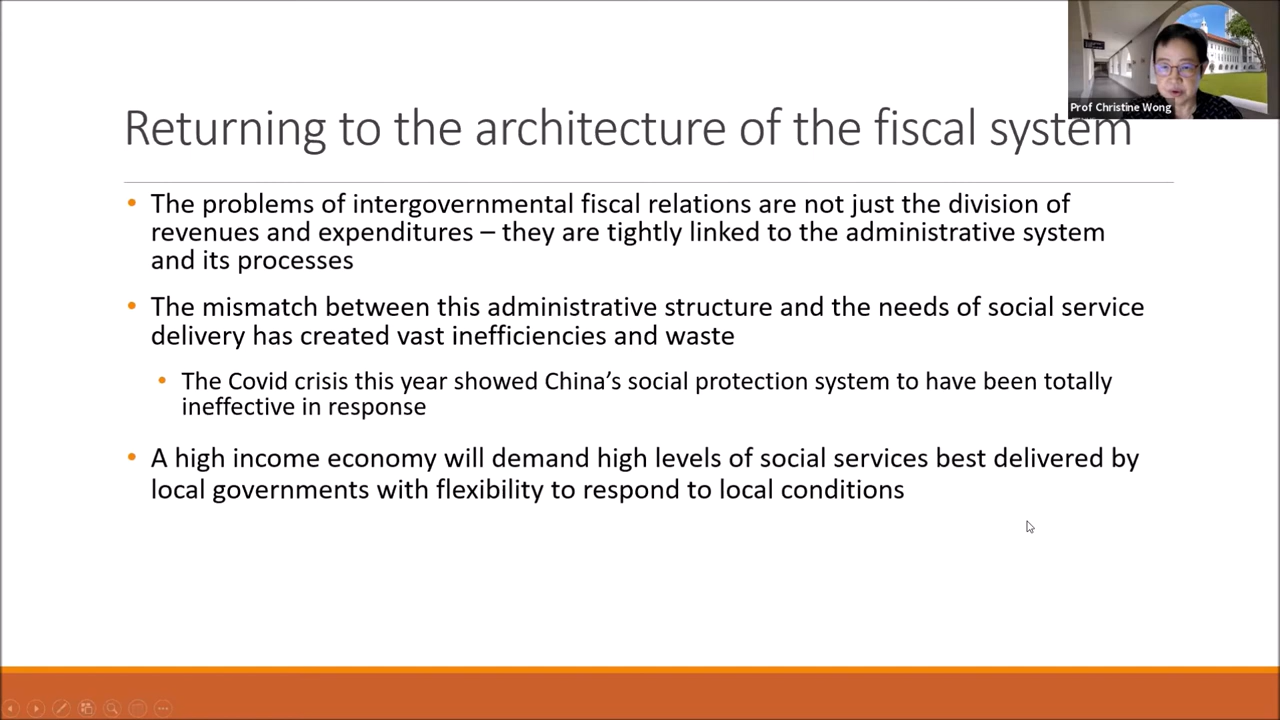 Prof Christine Wong
Returning to the architecture of the fiscal system
• The problems of intergovernmental fiscal relations are not just the division of
revenues and expenditures – they are tightly linked to the administrative system
and its processes
• The mismatch between this administrative structure and the needs of social service
delivery has created vast inefficiencies and waste
• The Covid crisis this year showed China's social protection system to have been totally
ineffective in response
• A high income economy will demand high levels of social services best delivered by
local governments with flexibility to respond to local conditions